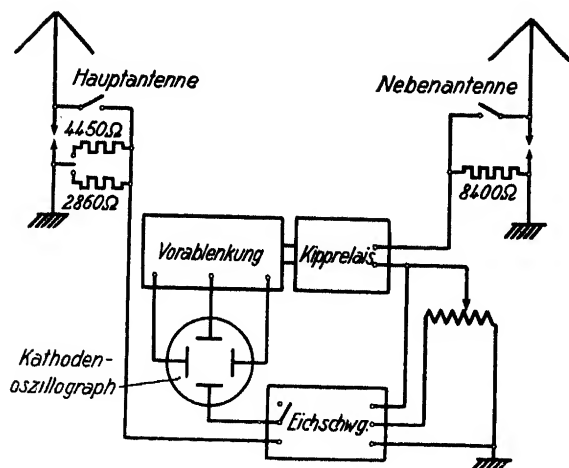 Hauptantenne
Nebenantenne
4450Ω
2860Ω
8400Ω
Vorablenkung
Kipprelais
Kathoden-
oszillograph
Eichschwg.